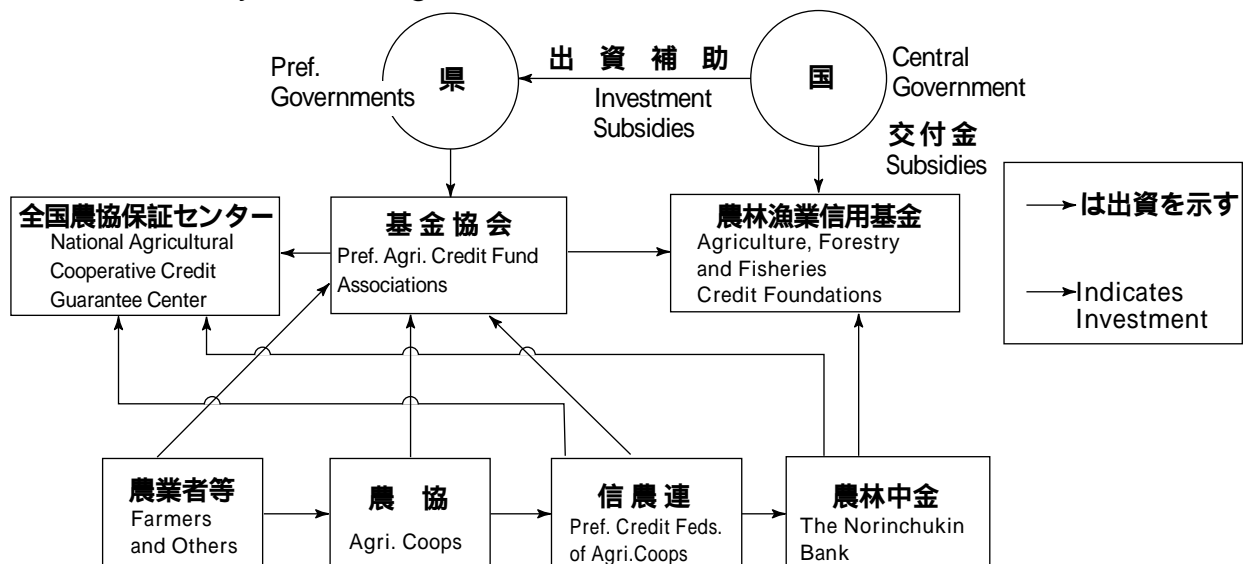 県
Pref.
Governments
出資補助
Investment
Subsidies
国
Central
Government
交付金
Subsidies
全国農協保証センター
National Agricultural
Cooperative Credit
Guarantee Center
基金協会
Pref. Agri. Credit Fund
Associations
農林漁業信用基金
Agriculture, Forestry
and Fisheries
Credit Foundations
は出資を示す
Indicates
Investment
農業者等
Farmers
and Others
農協
Agri. Coops
信農連
Pref. Credit Feds.
of Agri.Coops
農林中金
The Norinchukin
Bank